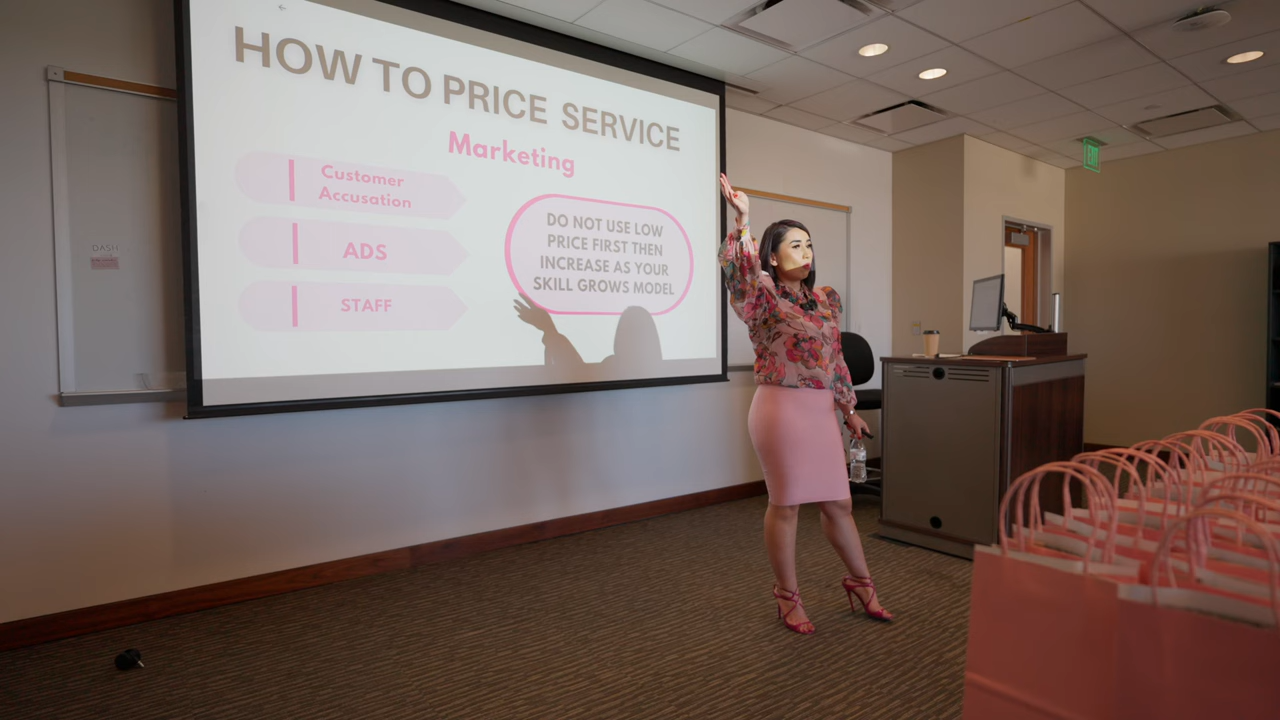 HOW TO PRICE SERVICE
Marketing
Customer
Accusation
ADS
STAFF
DO NOT USE LOW
PRICE FIRST THEN
INCREASE AS YOUR
SKILL GROWS MODEL
EXIT
DASH